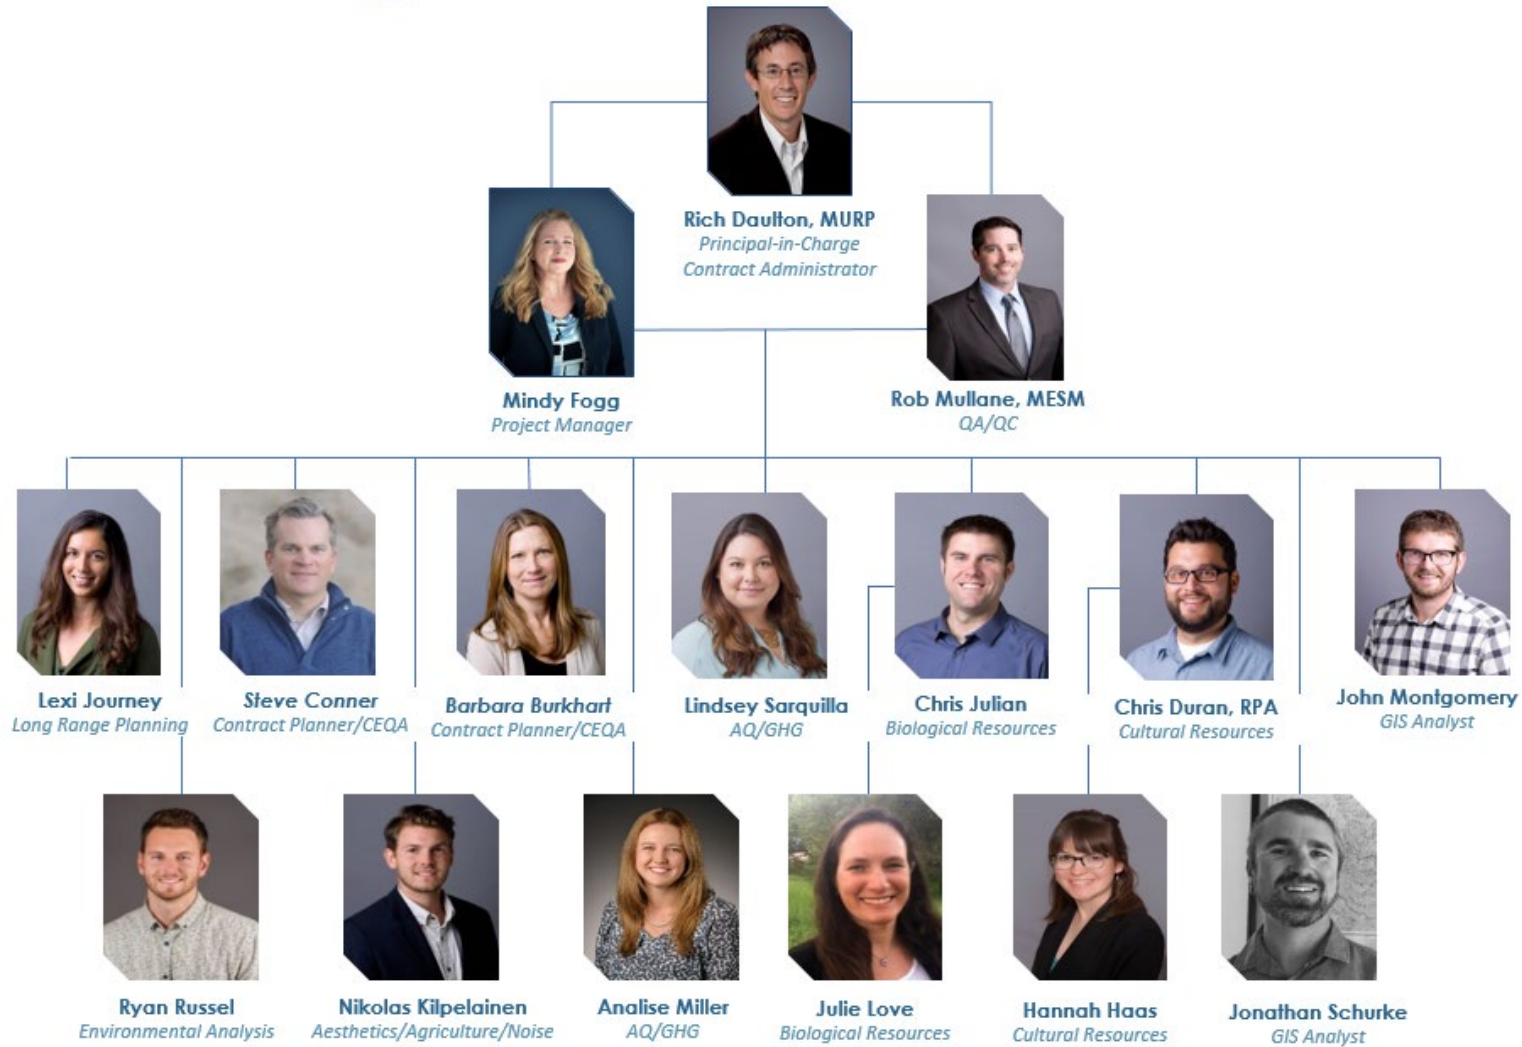 Rich Daulton, MURP
Principal-in-Charge
Contract Administrator
Mindy Fogg
Project Manager
Rob Mullane, MESM
QA/QC
Lexi Journey
Long Range Planning
Steve Conner
Contract Planner/CEQA
Barbara Burkhart
Contract Planner/CEQA
Lindsey Sarquilla
AQ/GHG
Chris Julian
Biological Resources
Chris Duran, RPA
Cultural Resources
John Montgomery
GIS Analyst
Ryan Russel
Environmental Analysis
Nikolas Kilpelainen
Aesthetics/Agriculture/Noise
Analise Miller
AQ/GHG
Julie Love
Biological Resources
Hannah Haas
Cultural Resources
Jonathan Schurke
GIS Analyst